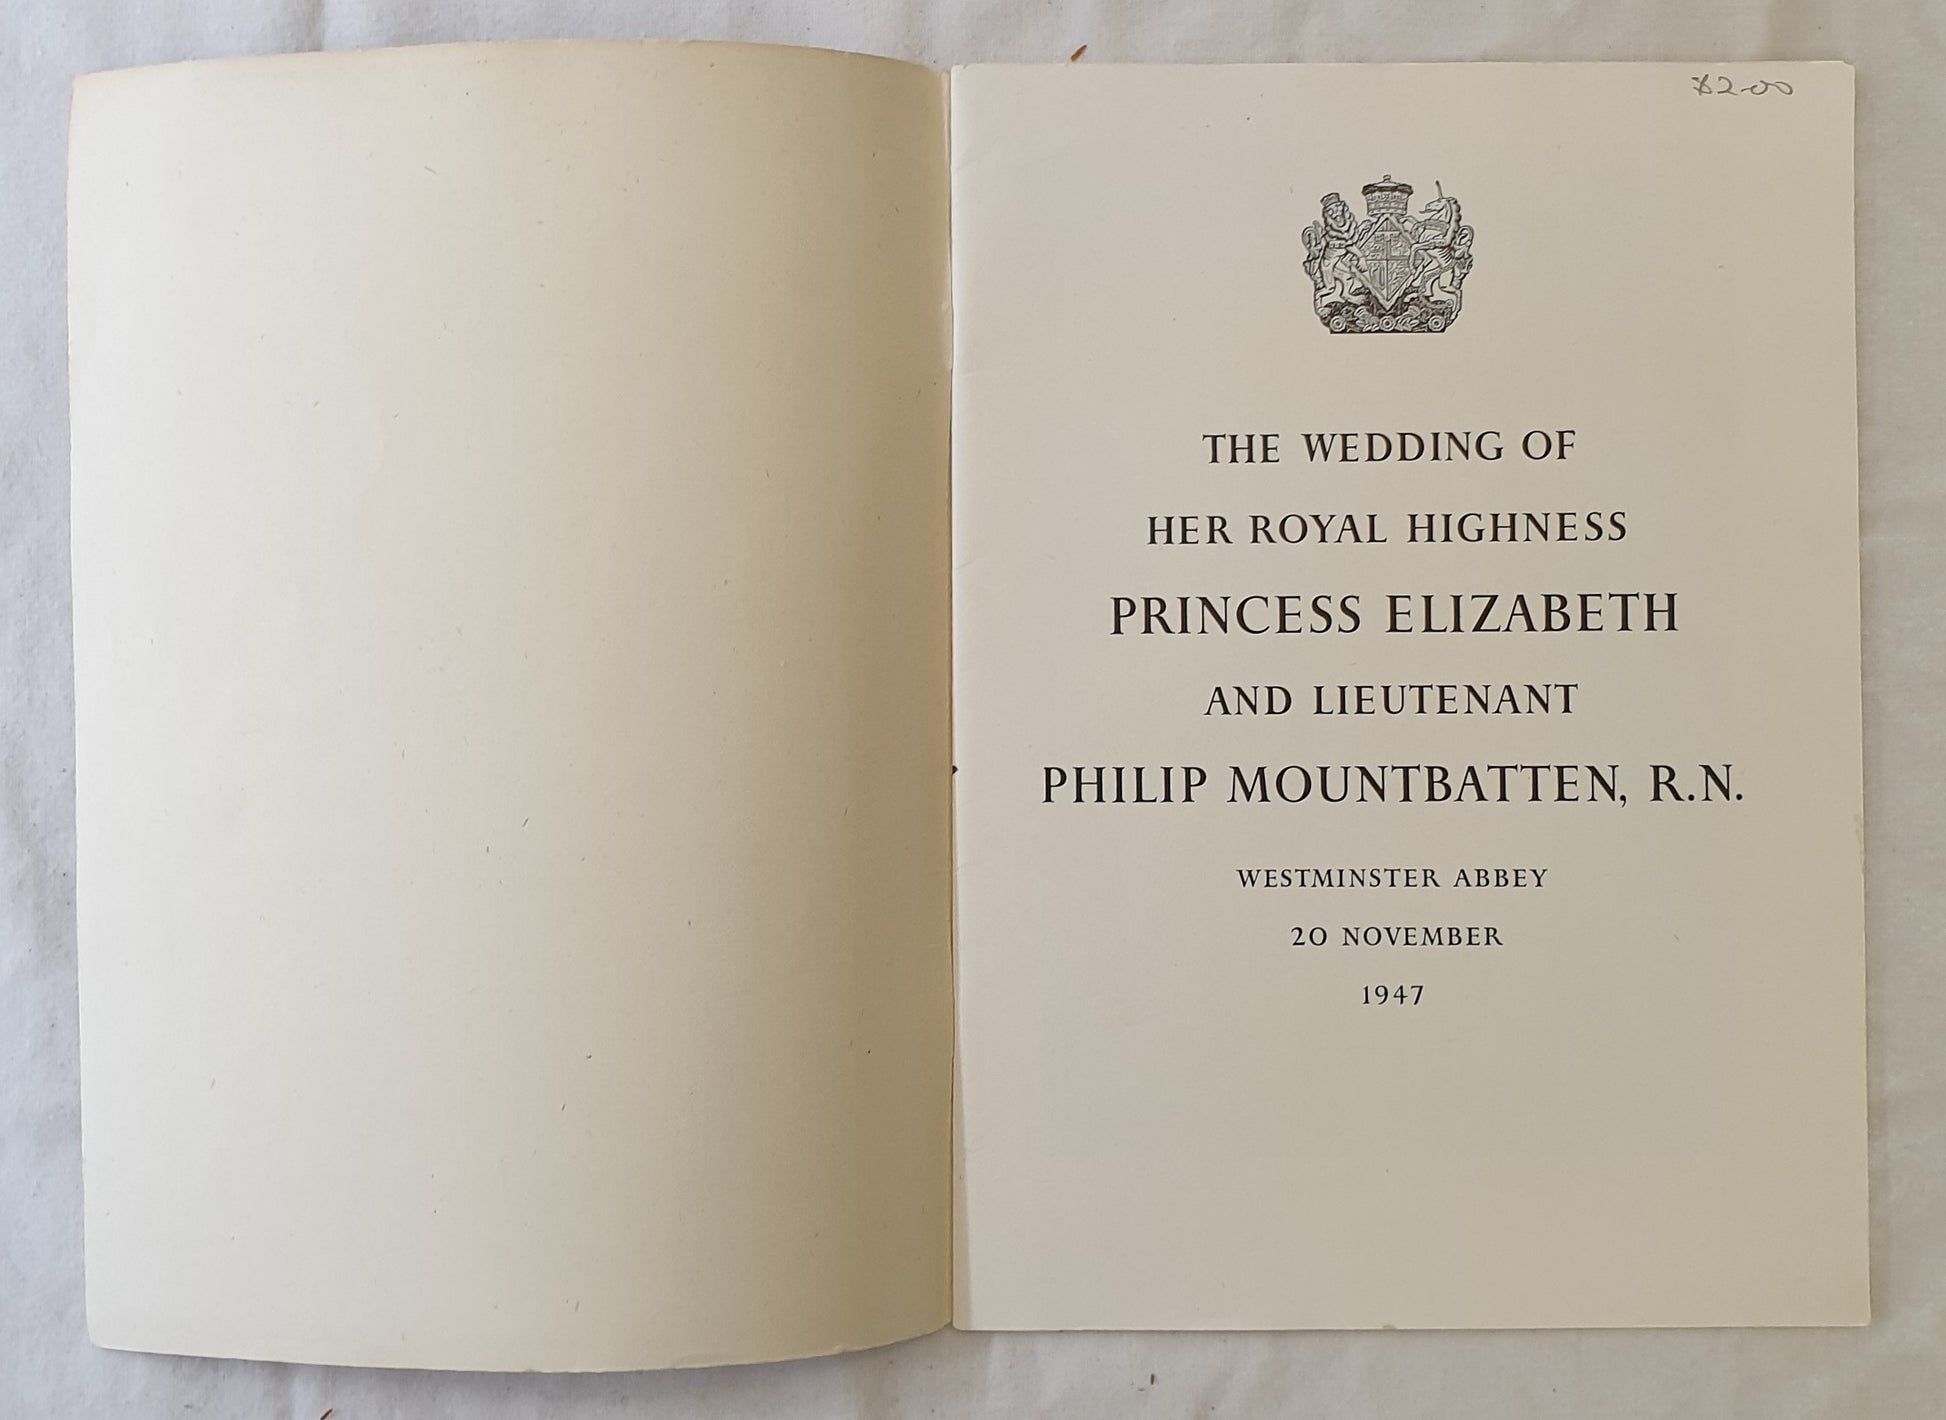 $2-00
THE WEDDING OF
HER ROYAL HIGHNESS
PRINCESS ELIZABETH
AND LIEUTENANT
PHILIP MOUNTBATTEN, R.N.
WESTMINSTER ABBEY
20 NOVEMBER
1947